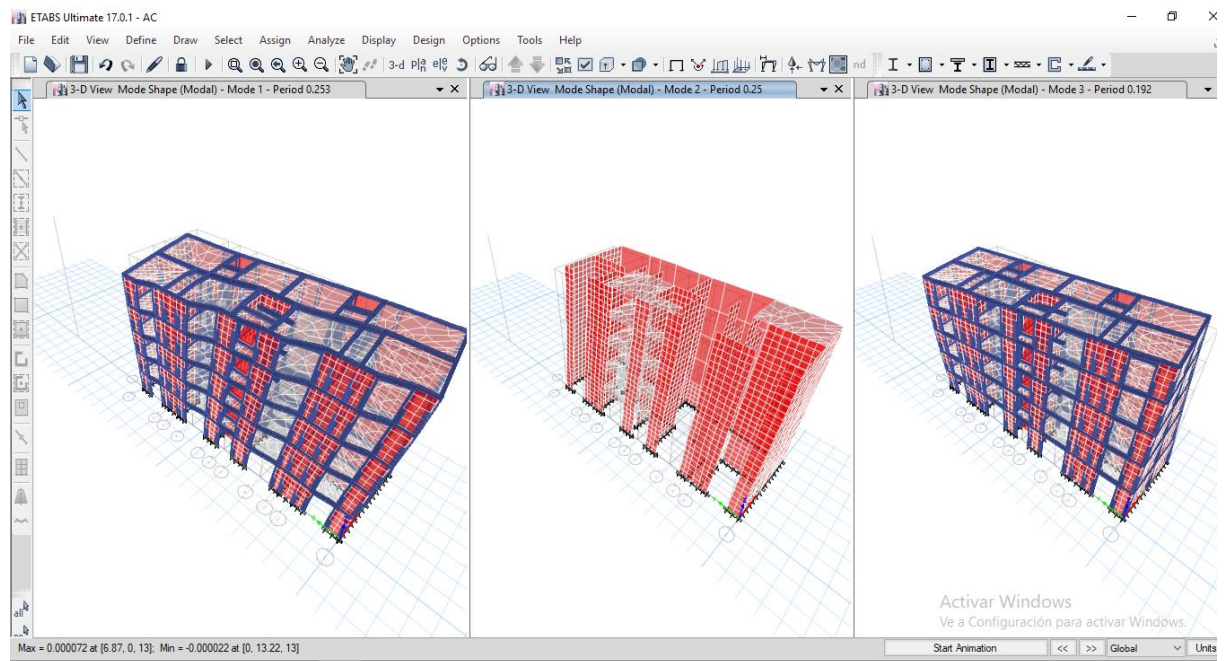 ETABS Ultimate 17.0.1 - AC
File Edit View Define Draw Select Assign Analyze Display Design Options Tools Help
3-d nd
3-D View Mode Shape (Modal) - Mode 1 - Period 0.253
3-D View Mode Shape (Modal) - Mode 2 - Period 0.25
3-D View Mode Shape (Modal) - Mode 3 - Period 0.192
all
Activar Windows
Ve a Configuración para activar Windows.
Max = 0.000072 at [6.87, 0, 13]; Min = -0.000022 at [0, 13.22, 13]
Start Animation << >> Global Units